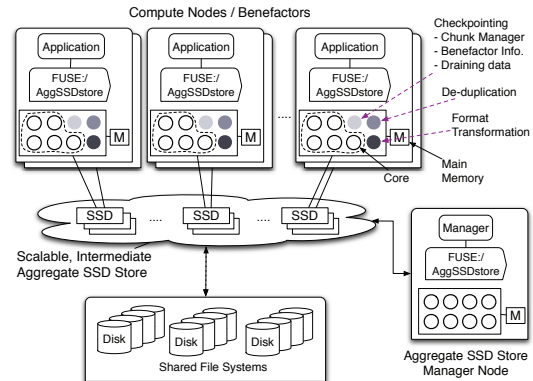 Compute Nodes / Benefactors
Checkpointing
- Chunk Manager
- Benefactor Info.
- Draining data
De-duplication
Format
Transformation
Main
Memory
Core
Application
FUSE:/
AggSSDstore
M
Application
FUSE:/
AggSSDstore
M
....
Application
FUSE:/
AggSSDstore
M
SSD
....
SSD
....
SSD
Scalable, Intermediate
Aggregate SSD Store
Manager
FUSE:/
AggSSDstore
M
Aggregate SSD Store
Manager Node
Disk
Disk
Disk
Shared File Systems